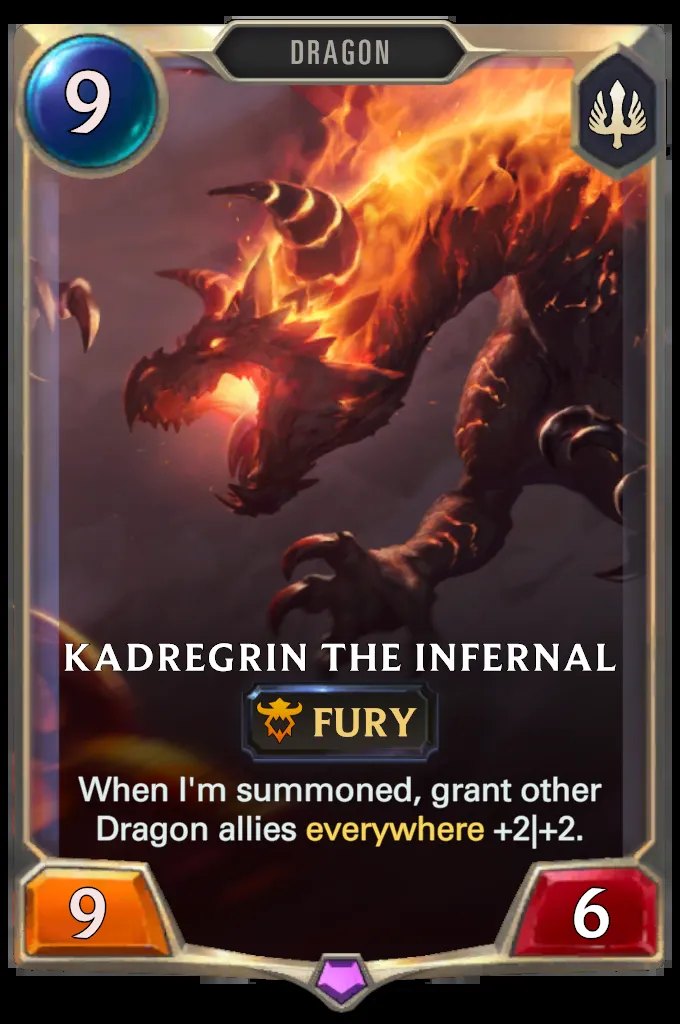 DRAGON
9
KADREGRIN THE INFERNAL
FURY
When I'm summoned, grant other
Dragon allies everywhere +2|+2.
9
6